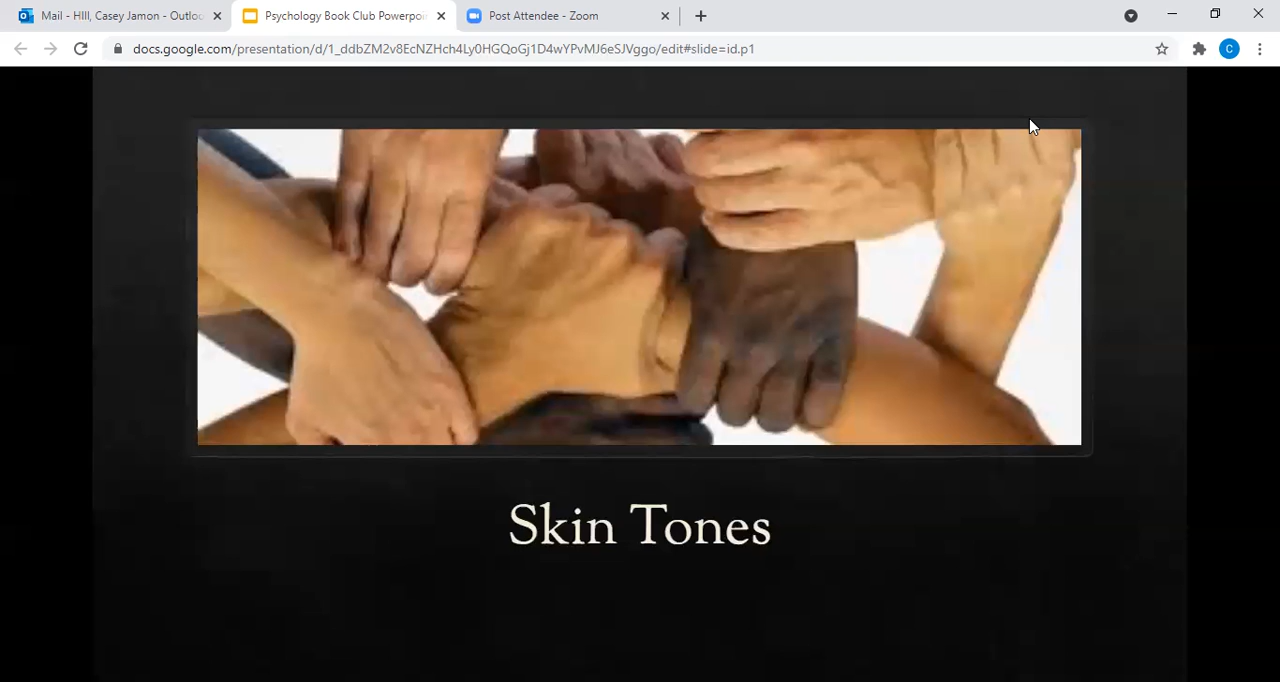 Mail - HIll, Casey Jamon - Outlo
Psychology Book Club Powerpoi
Post Attendee - Zoom
docs.google.com/presentation/d/1_ddbZM2v8EcNZHch4Ly0HGQoGj1D4wYPvMJ6eSJVggo/edit#slide=id.p1
C
Skin Tones